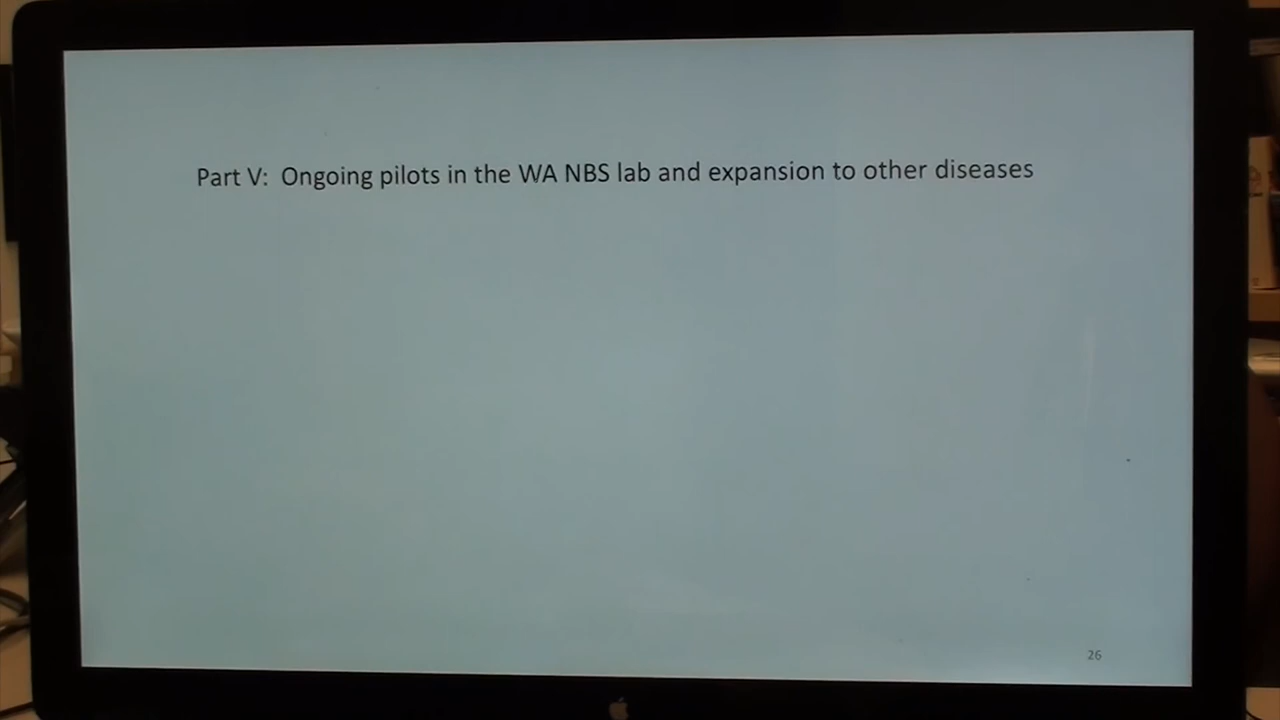 Part V: Ongoing pilots in the WA NBS lab and expansion to other diseases
26